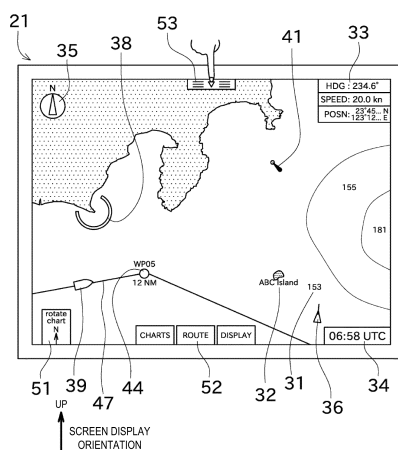 53
21
35
38
41
33
N
HDG : 234.6°
SPEED: 20.0 kn
POSN: 23°45... N
123°12... E
155
181
WP05
12 NM
ABC Island
153
rotate
chart
N
CHARTS
ROUTE
DISPLAY
06:58 UTC
51
39
44
47
52
32
31
36
34
UP
SCREEN DISPLAY
ORIENTATION